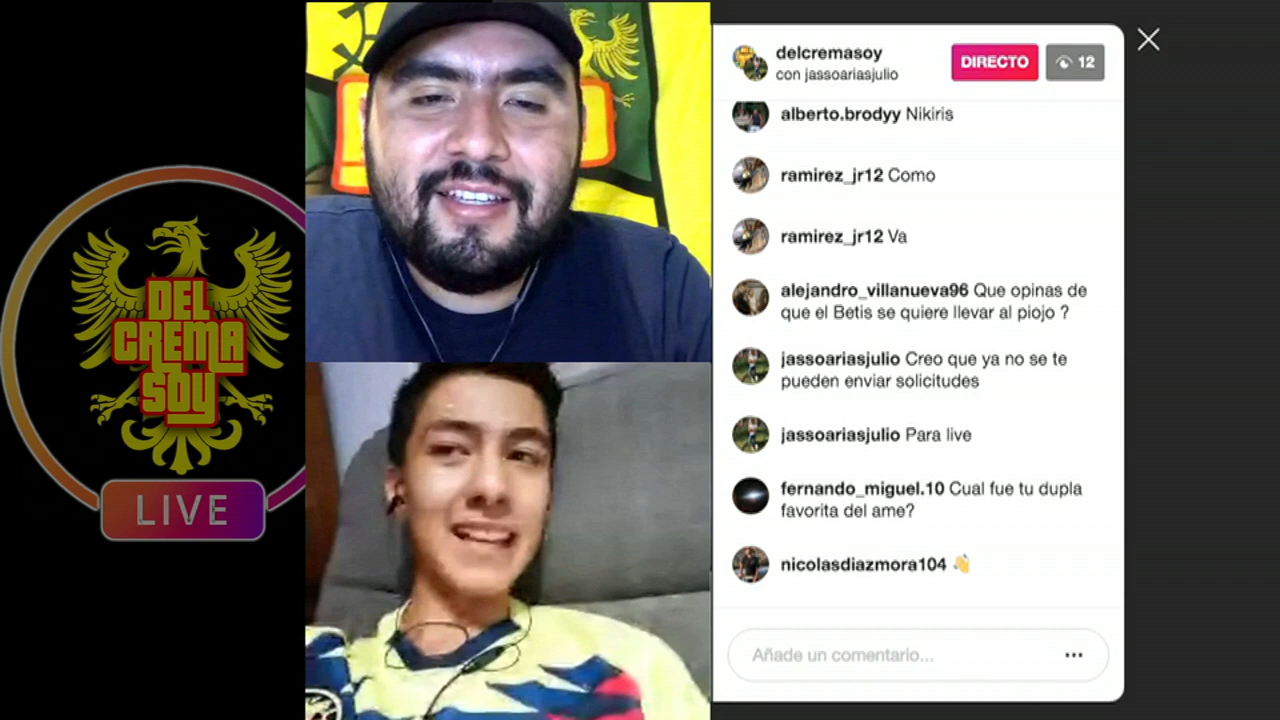 DEL
CREMA
SOY
LIVE
delcremasoy
con jassoariasjulio
DIRECTO
12
alberto.brodyy Nikiris
ramirez_jr12 Como
ramirez_jr12 Va
alejandro_villanueva96 Que opinas de
que el Betis se quiere llevar al piojo ?
jassoariasjulio Creo que ya no se te
pueden enviar solicitudes
jassoariasjulio Para live
fernando_miguel.10 Cual fue tu dupla
favorita del ame?
nicolasdiazmora104 👏
Añade un comentario...